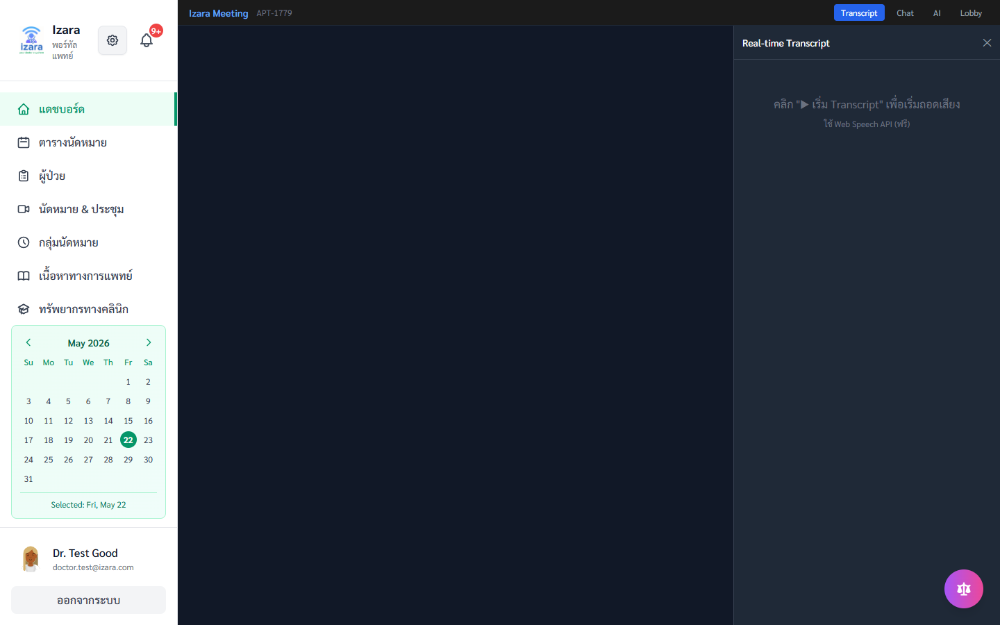 izara
Izara
พอร์ทัล
แพทย์
9+
แดชบอร์ด
ตารางนัดหมาย
ผู้ป่วย
นัดหมาย & ประชุม
กลุ่มนัดหมาย
เนื้อหาทางการแพทย์
ทรัพยากรทางคลินิก
May 2026
Su Mo Tu We Th Fr Sa
1 2
3 4 5 6 7 8 9
10 11 12 13 14 15 16
17 18 19 20 21 22 23
24 25 26 27 28 29 30
31
Selected: Fri, May 22
Dr. Test Good
doctor.test@izara.com
ออกจากระบบ
Izara Meeting APT-1779
Transcript Chat AI Lobby
Real-time Transcript
คลิก "▶ เริ่ม Transcript" เพื่อเริ่มถอดเสียง
ใช้ Web Speech API (ฟรี)